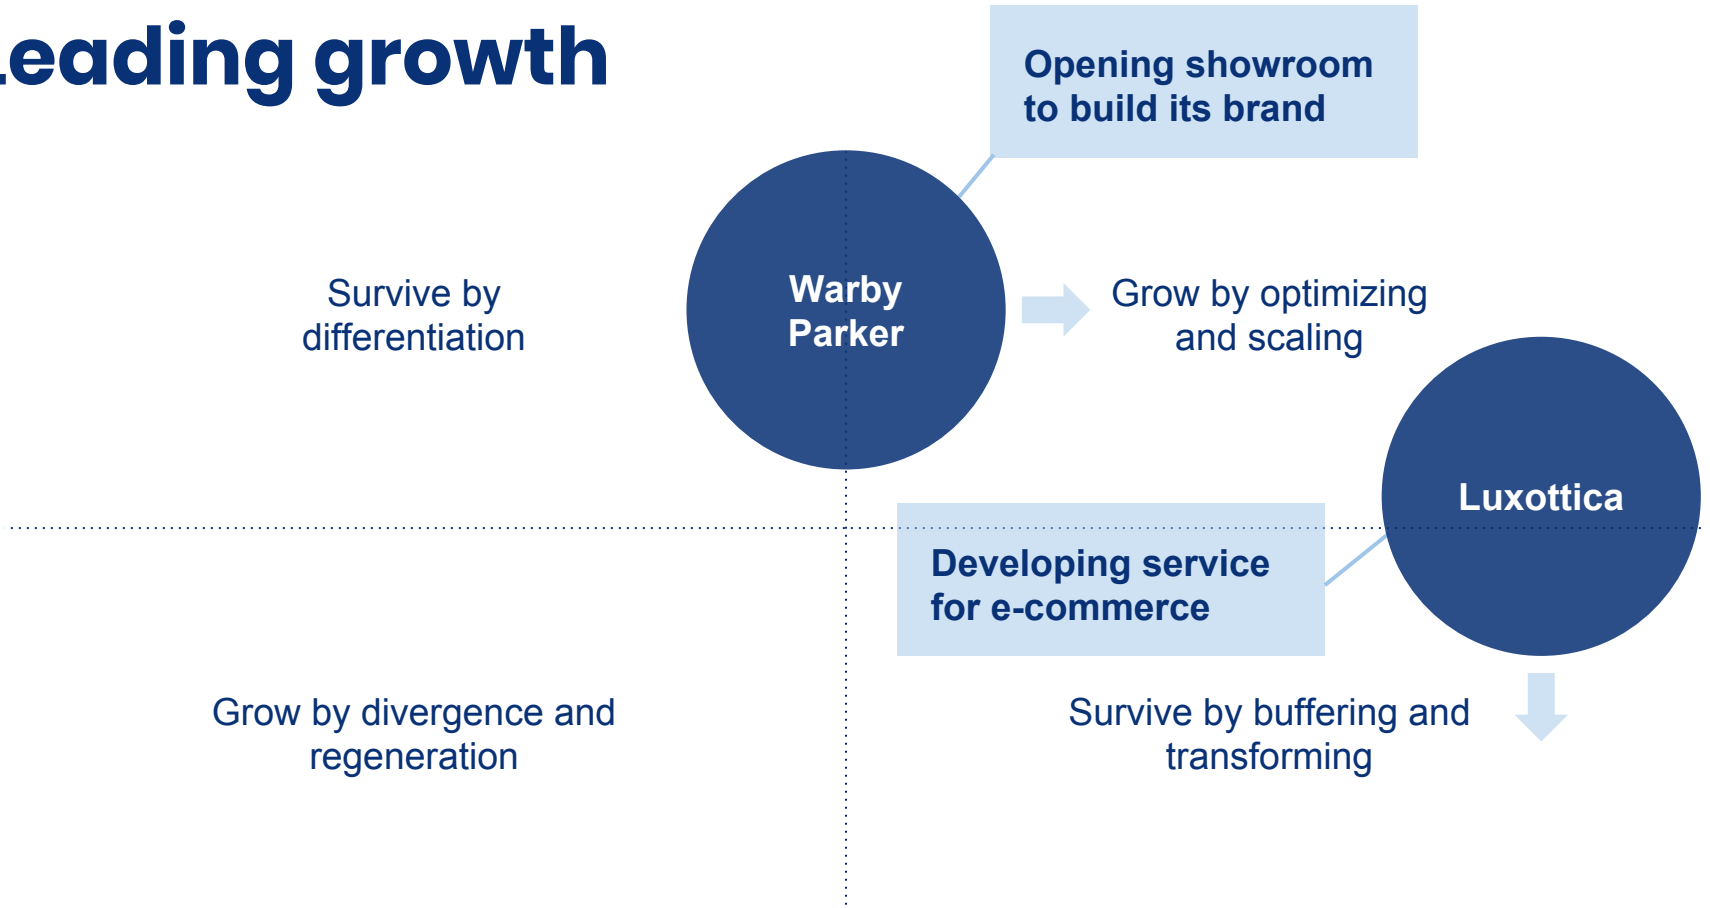 Leading growth
Opening showroom
to build its brand
Survive by
differentiation
Warby
Parker
Grow by optimizing
and scaling
Luxottica
Developing service
for e-commerce
Grow by divergence and
regeneration
Survive by buffering and
transforming